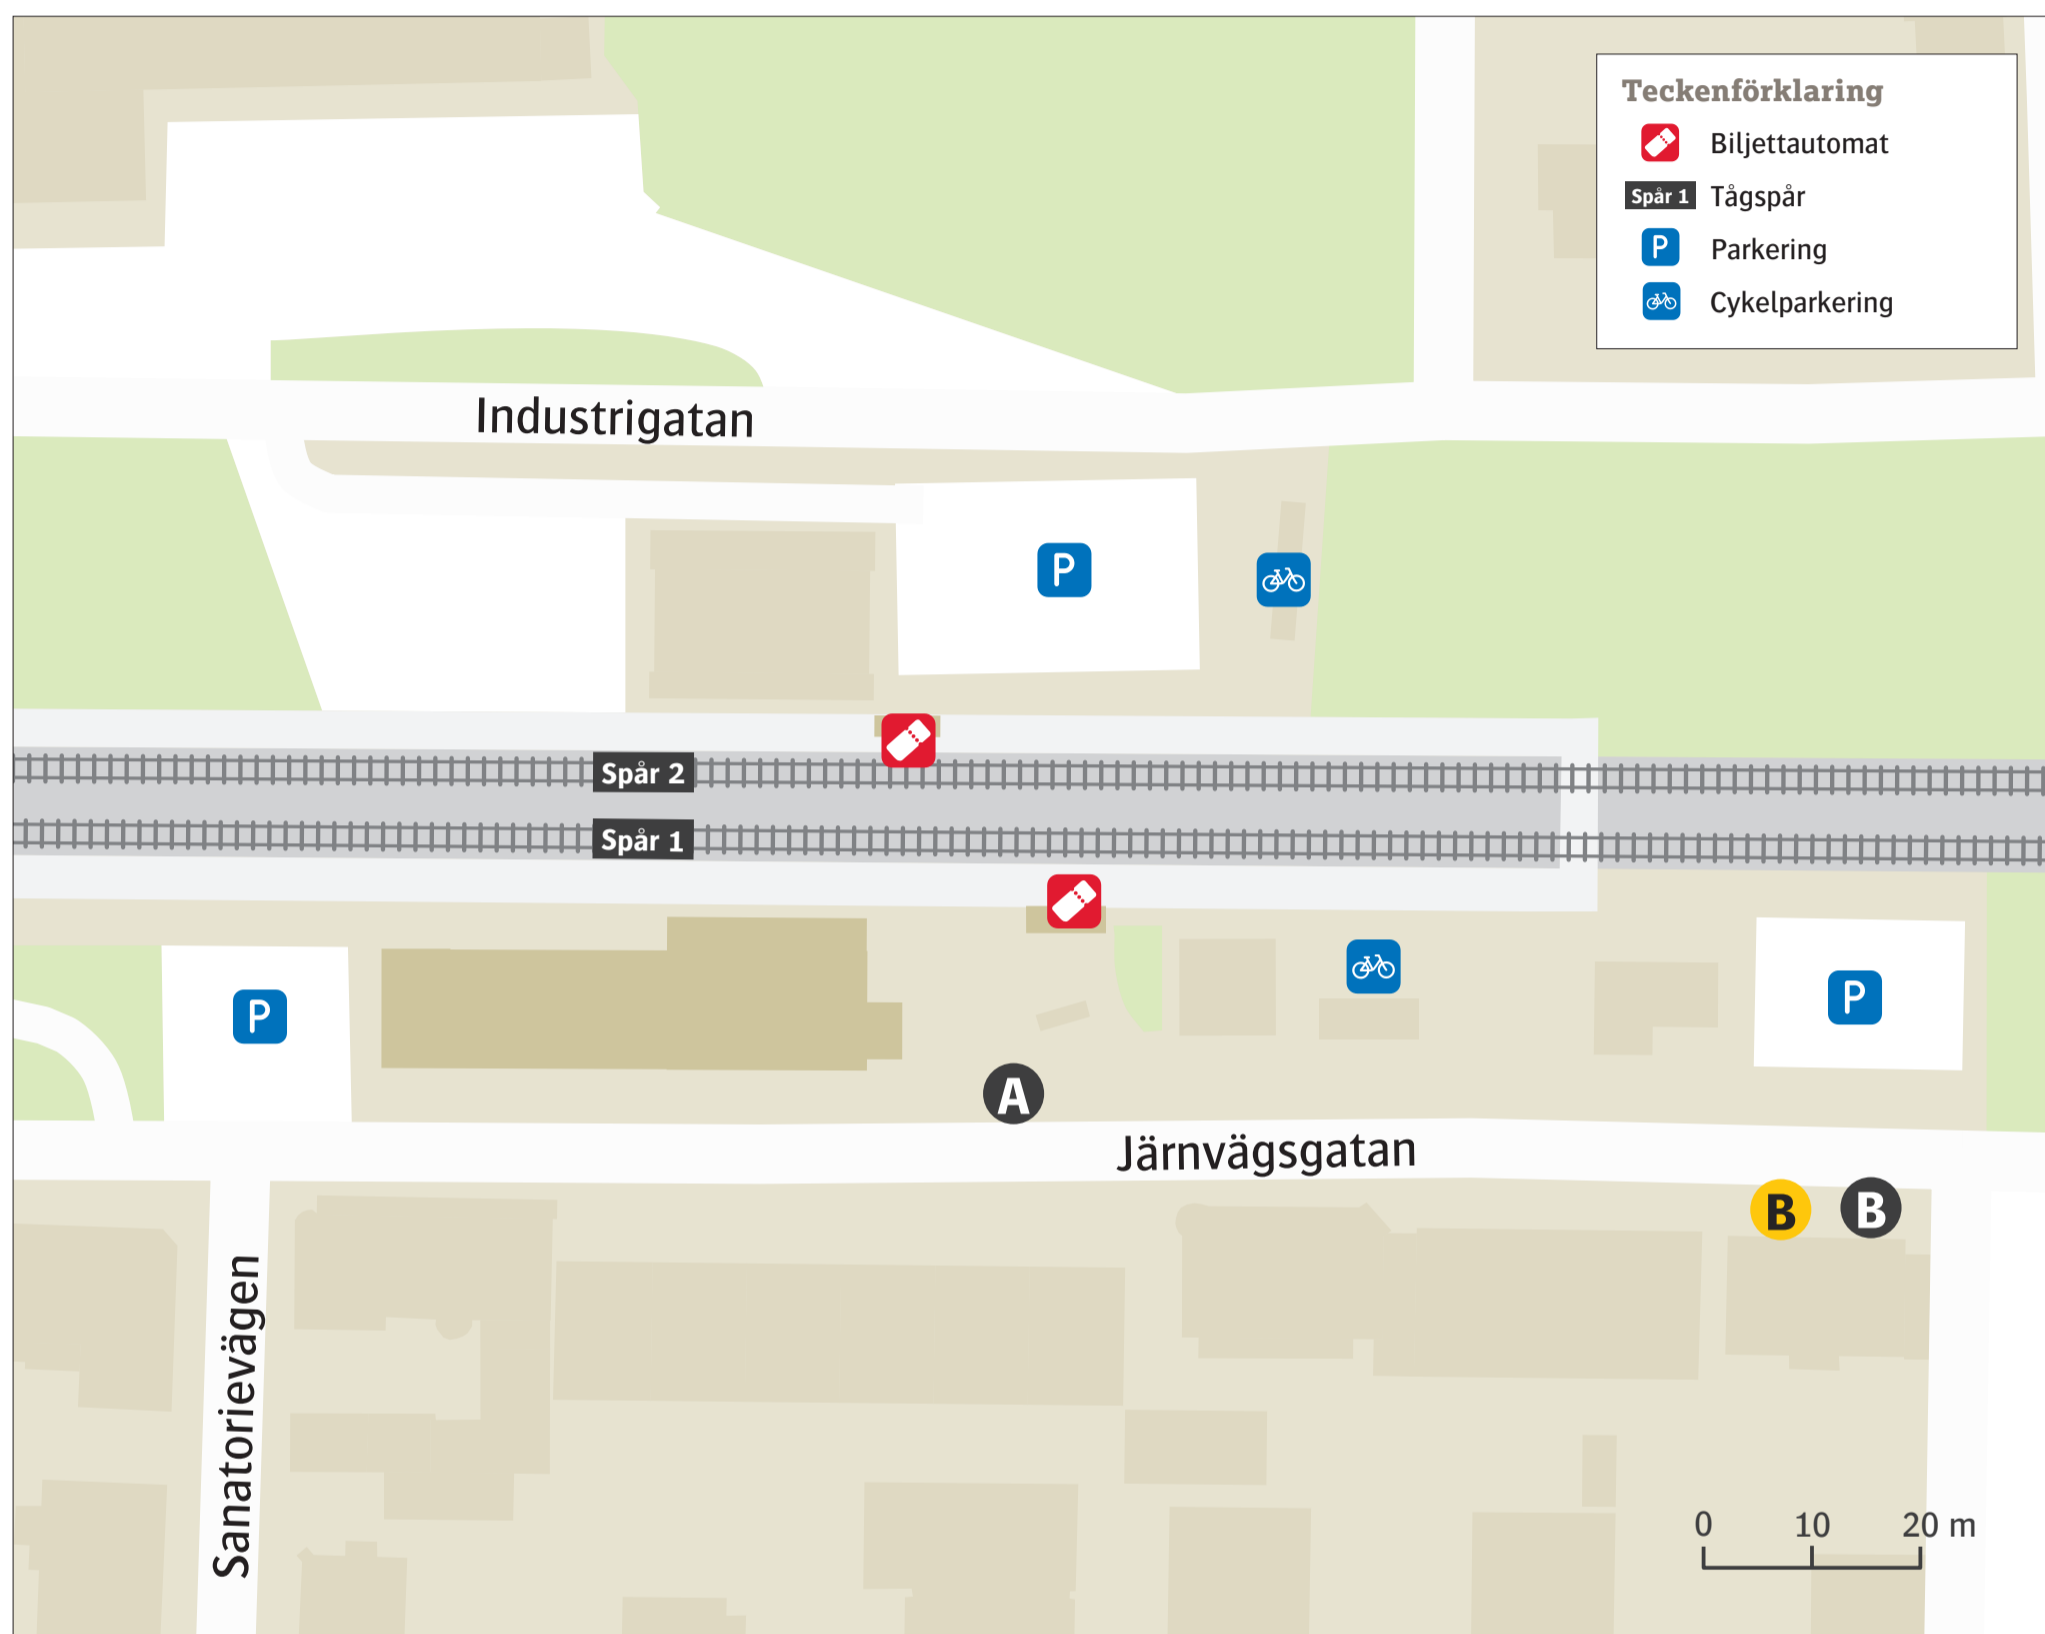 Teckenförklaring
Biljettautomat
Spår 1 Tågspår
P Parkering
Cykelparkering
Industrigatan
P
Spår 2
Spår 1
P
P
A
Järnvägsgatan
B B
Sanatorievägen
0 10 20 m